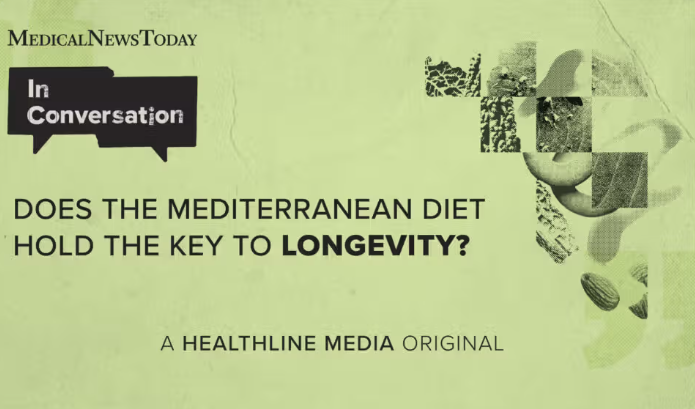 MEDICALNEWSTODAY
In
Conversation
DOES THE MEDITERRANEAN DIET
HOLD THE KEY TO LONGEVITY?
A HEALTHLINE MEDIA ORIGINAL